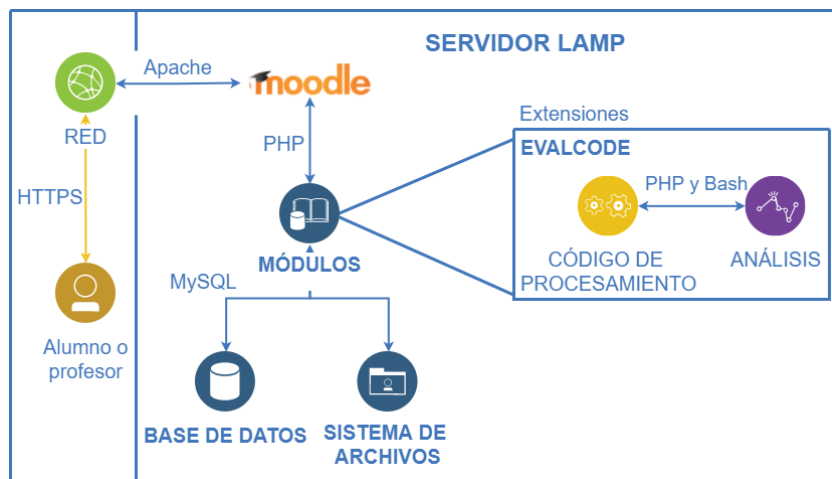 SERVIDOR LAMP
Apache
moodle
RED
HTTPS
Alumno o
profesor
PHP
MÓDULOS
MySQL
BASE DE DATOS
SISTEMA DE
ARCHIVOS
Extensiones
EVALCODE
PHP y Bash
CÓDIGO DE
PROCESAMIENTO
ANÁLISIS